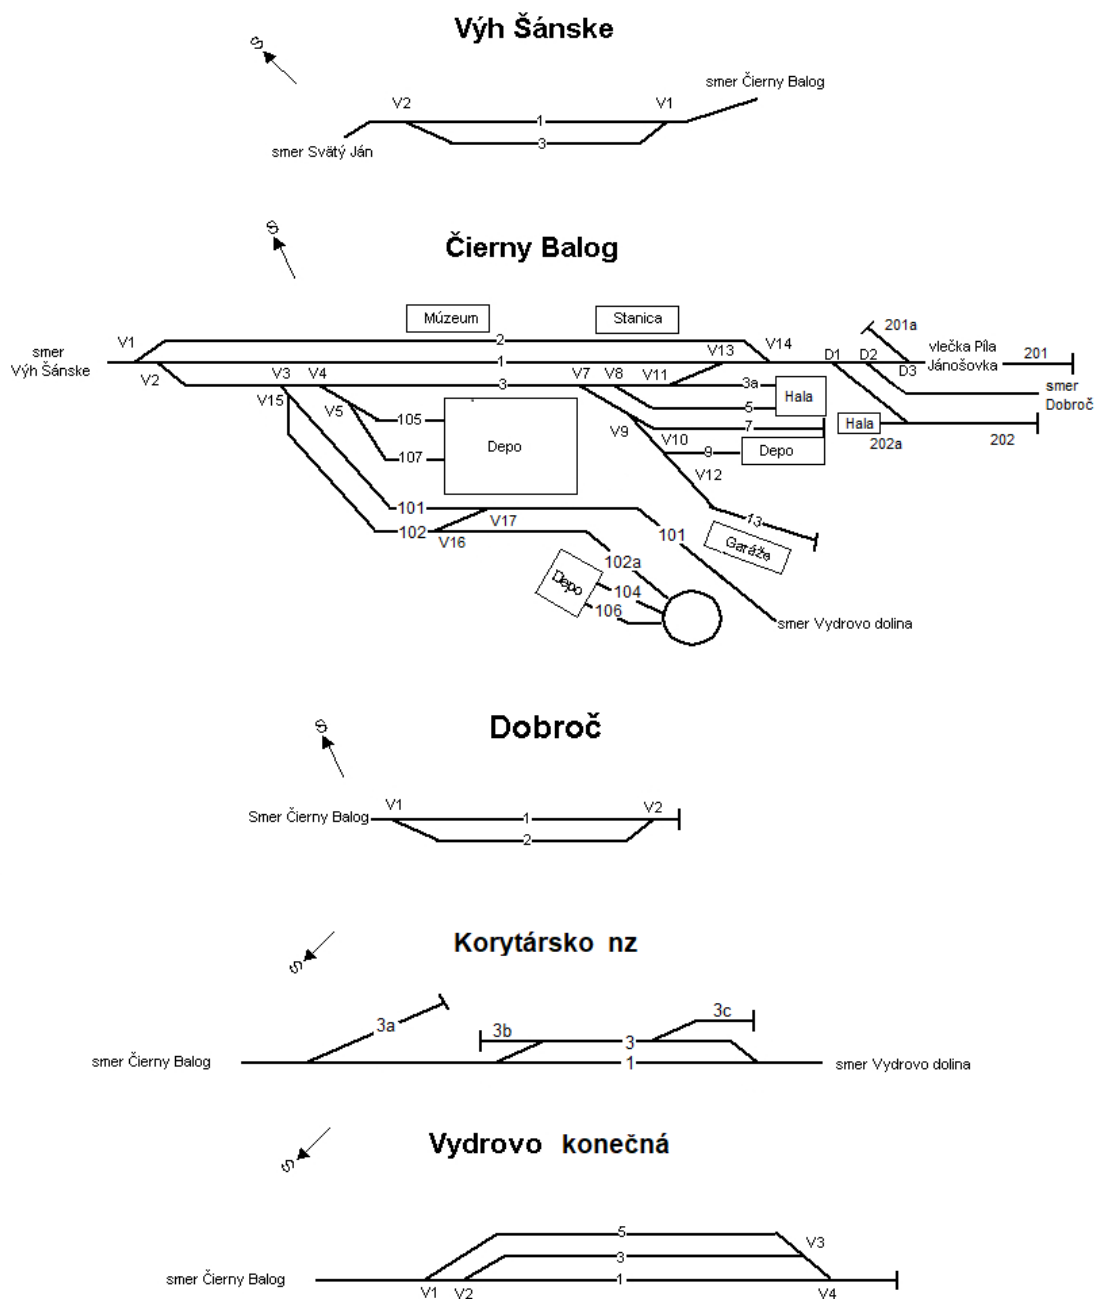 Výh Šánske
S
smer Čierny Balog
V2
V1
1
3
smer Svätý Ján
S
Čierny Balog
Múzeum
Stanica
201a
V1
2
V14
smer
Výh Šánske
1
V13
D1
D2
D3
vlečka Píla
Jánošovka
201
V2
V3
V4
3
V7
V8
V11
3a
Hala
smer
Dobroč
V15
V5
105
5
7
V9
Hala
202a
202
Depo
107
V10
9
Depo
V12
101
102
V17
V16
101
13
Garáže
102a
Depo
104
106
smer Vydrovo dolina
Dobroč
S
Smer Čierny Balog
V1
1
V2
2
Korytársko nz
S
3a
3b
3c
3
smer Čierny Balog
1
smer Vydrovo dolina
Vydrovo konečná
S
5
V3
3
smer Čierny Balog
1
V1
V2
V4